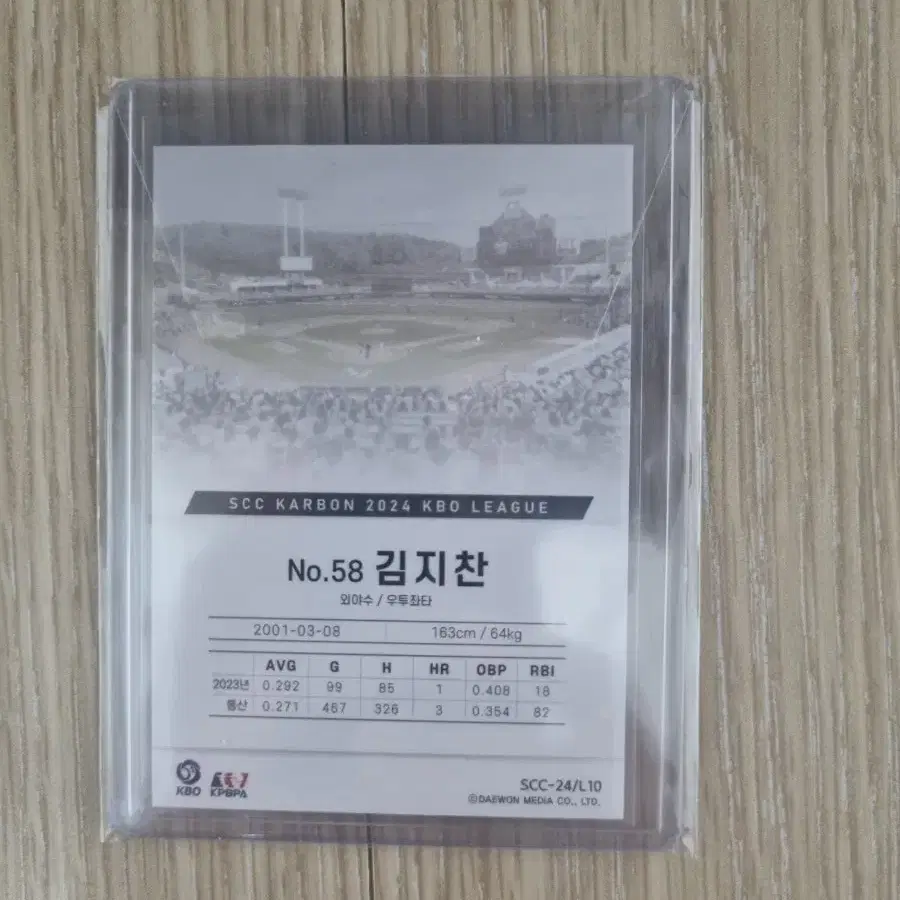 SCC KARBON 2024 KBO LEAGUE
No.58 김지찬
외야수 / 우투좌타
2001-03-08 163cm / 64kg
AVG G H HR OBP RBI
2023년 0.292 99 85 1 0.408 18
통산 0.271 467 326 3 0.354 82
KBO KPBPA SCC-24/L10
©DAEWON MEDIA CO., LTD.